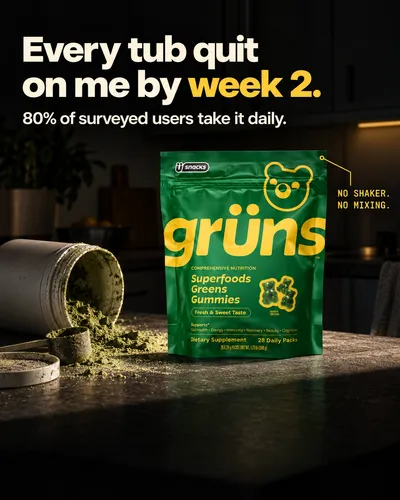 Every tub quit
on me by week 2.
80% of surveyed users take it daily.
snacks
NO SHAKER.
NO MIXING.
grüns
COMPREHENSIVE NUTRITION
Superfoods
Greens
Gummies
Fresh & Sweet Taste
Supports*
Dietary Supplement 28 Daily Packs